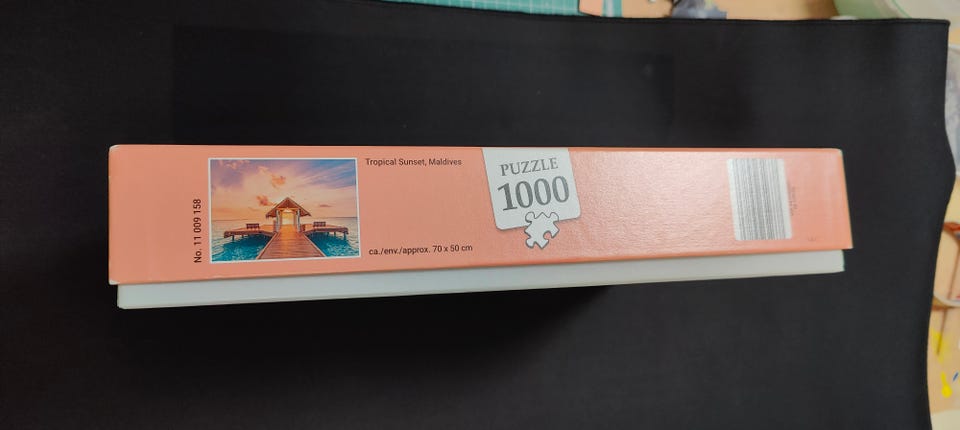 No. 11 009 158
Tropical Sunset, Maldives
ca./env./approx. 70 x 50 cm
PUZZLE
1000